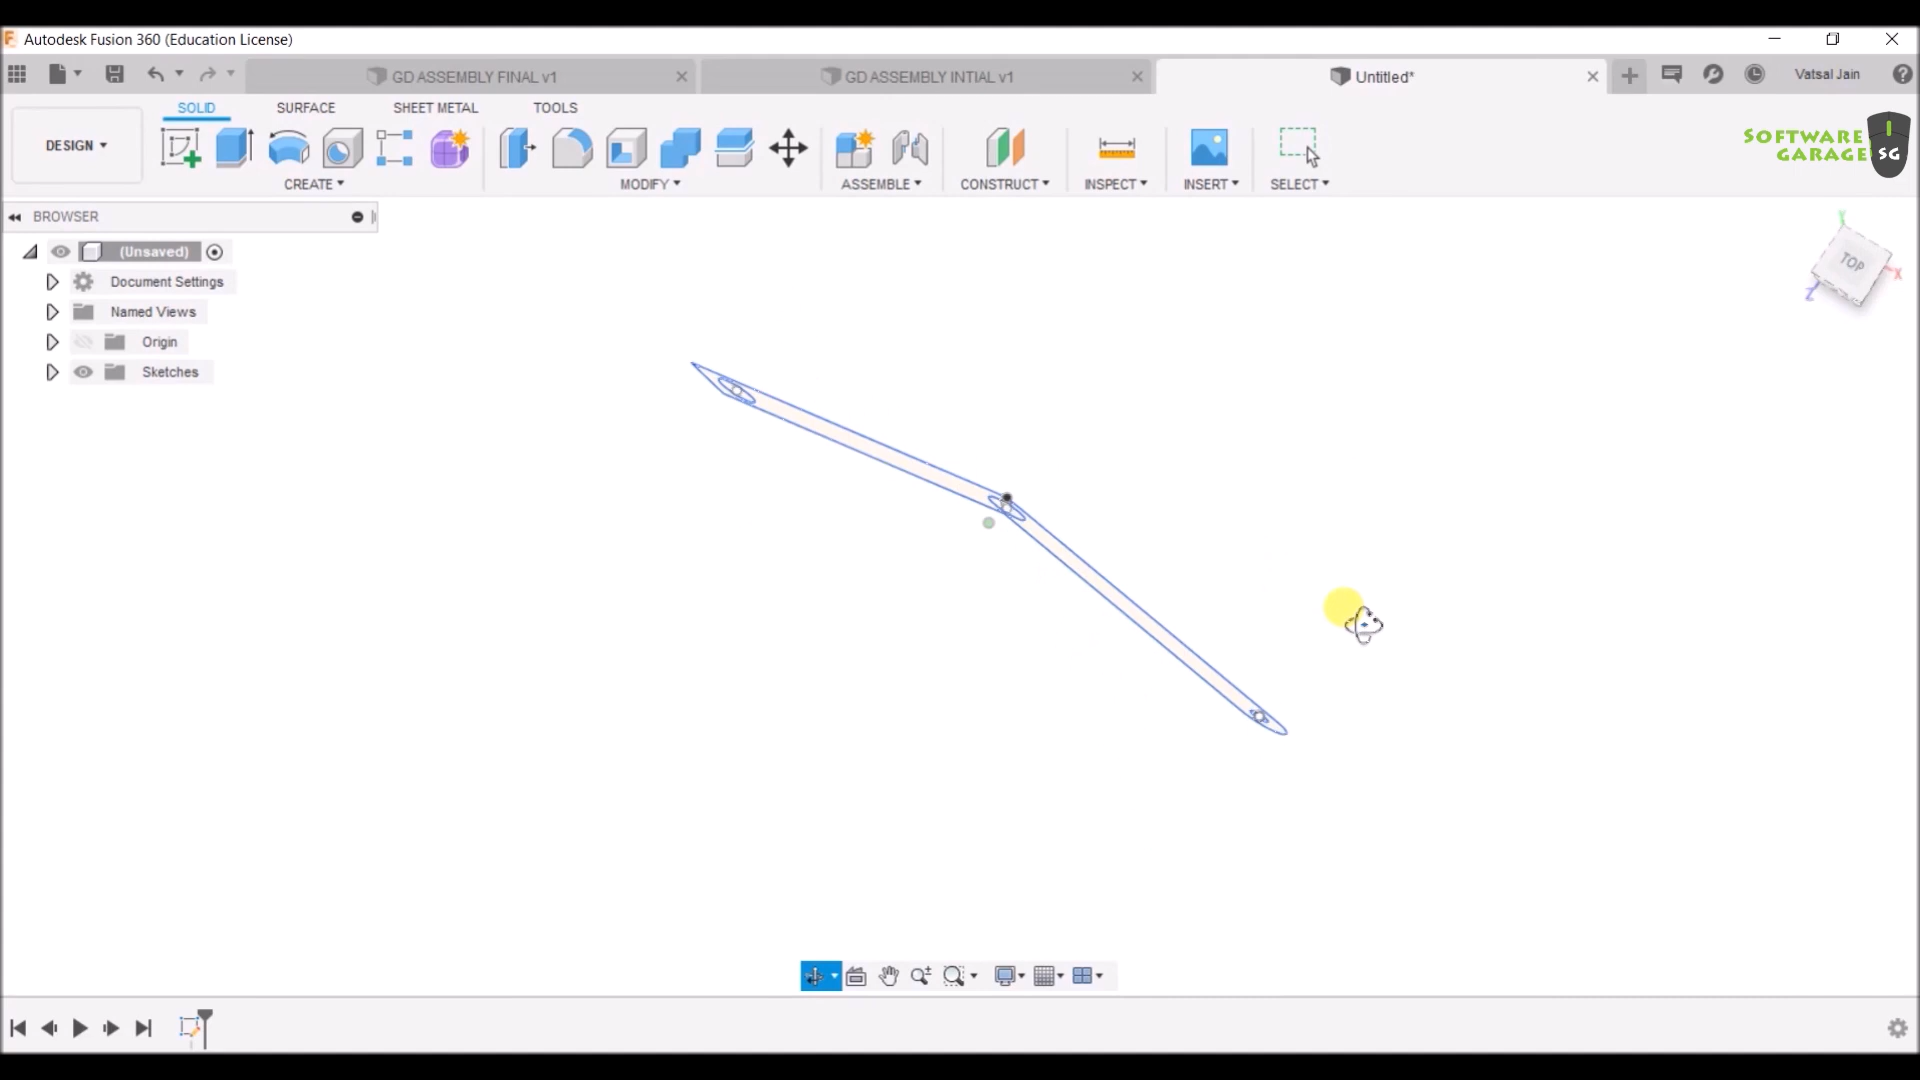 Autodesk Fusion 360 (Education License)
GD ASSEMBLY FINAL v1
GD ASSEMBLY INTIAL v1
Untitled*
Vatsal Jain
SOLID
SURFACE
SHEET METAL
TOOLS
DESIGN
CREATE
MODIFY
ASSEMBLE
CONSTRUCT
INSPECT
INSERT
SELECT
SOFTWARE
GARAGE
SG
BROWSER
(Unsaved)
Document Settings
Named Views
Origin
Sketches
Y
TOP
X
Z